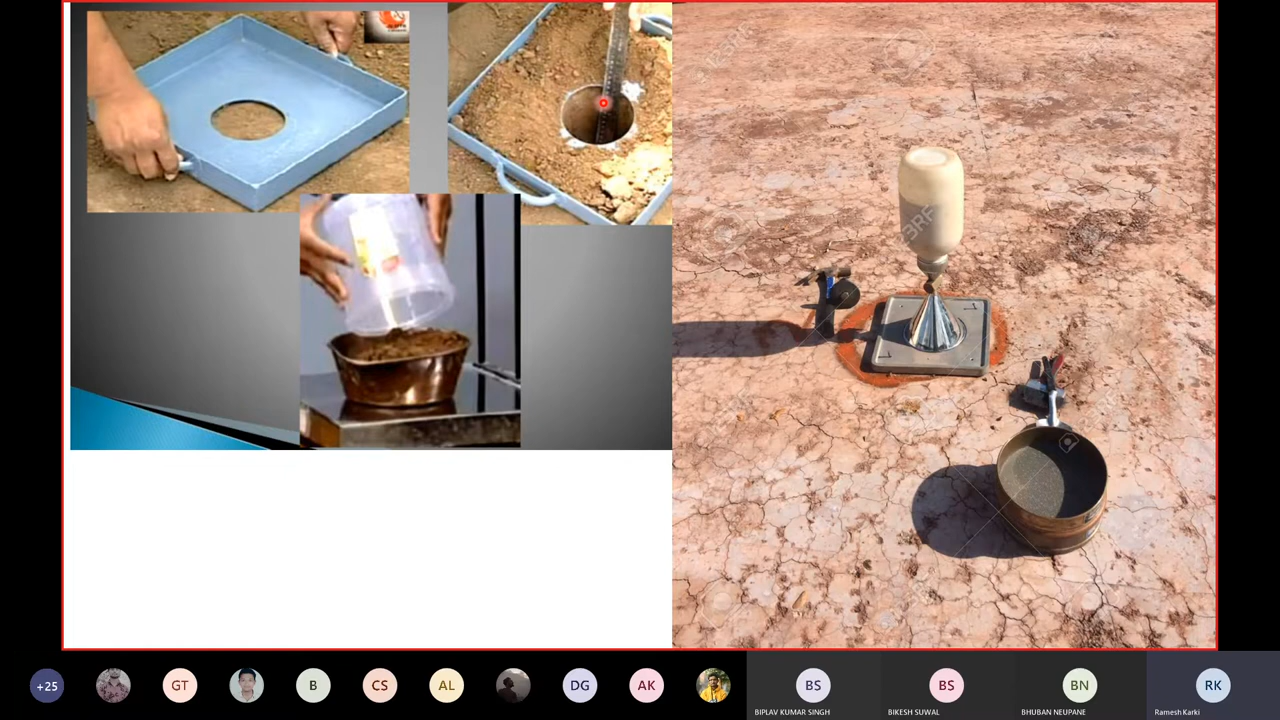 +25
GT
B
CS
AL
DG
AK
BS
BIPLAV KUMAR SINGH
BS
BIKESH SUWAL
BN
BHUBAN NEUPANE
RK
Ramesh Karki